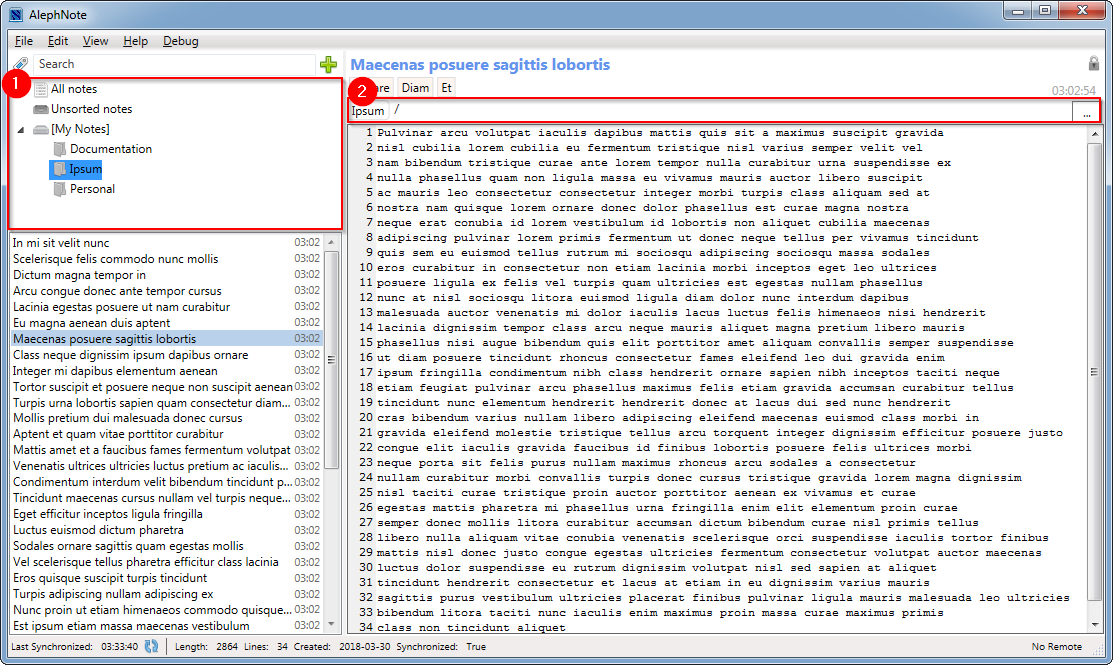 AlephNote
File Edit View Help Debug
Search
1
All notes
Unsorted notes
[My Notes]
Documentation
Ipsum
Personal
In mi sit velit nunc 03:02
Scelerisque felis commodo nunc mollis 03:02
Dictum magna tempor in 03:02
Arcu congue donec ante tempor cursus 03:02
Lacinia egestas posuere ut nam curabitur 03:02
Eu magna aenean duis aptent 03:02
Maecenas posuere sagittis lobortis 03:02
Class neque dignissim ipsum dapibus ornare 03:02
Integer mi dapibus elementum aenean 03:02
Tortor suscipit et posuere neque non suscipit aenean 03:02
Turpis urna lobortis sapien quam consectetur diam... 03:02
Mollis pretium dui malesuada donec cursus 03:02
Aptent et quam vitae porttitor curabitur 03:02
Mattis amet et a faucibus fames fermentum volutpat 03:02
Venenatis ultrices ultricies luctus pretium ac iaculis... 03:02
Condimentum interdum velit bibendum tincidunt p... 03:02
Tincidunt maecenas cursus nullam vel turpis neque... 03:02
Eget efficitur inceptos ligula fringilla 03:02
Luctus euismod dictum pharetra 03:02
Sodales ornare sagittis quam egestas mollis 03:02
Vel scelerisque tellus pharetra efficitur class lacinia 03:02
Eros quisque suscipit turpis tincidunt 03:02
Turpis adipiscing nullam adipiscing ex 03:02
Nunc proin ut etiam himenaeos commodo quisque... 03:02
Est ipsum etiam massa maecenas vestibulum 03:02
Maecenas posuere sagittis lobortis
2
are Diam Et 03:02:54
Ipsum / ...
1 Pulvinar arcu volutpat iaculis dapibus mattis quis sit a maximus suscipit gravida
2 nisl cubilia lorem cubilia eu fermentum tristique nisl varius semper velit vel
3 nam bibendum tristique curae ante lorem tempor nulla curabitur urna suspendisse ex
4 nulla phasellus quam non ligula massa eu vivamus mauris auctor libero suscipit
5 ac mauris leo consectetur consectetur integer morbi turpis class aliquam sed at
6 nostra nam quisque lorem ornare donec dolor phasellus est curae magna nostra
7 neque erat conubia id lorem vestibulum id lobortis non aliquet cubilia maecenas
8 adipiscing pulvinar lorem primis fermentum ut donec neque tellus per vivamus tincidunt
9 quis sem eu euismod tellus rutrum mi sociosqu adipiscing sociosqu massa sodales
10 eros curabitur in consectetur non etiam lacinia morbi inceptos eget leo ultrices
11 posuere ligula ex felis vel turpis quam ultricies est egestas nullam phasellus
12 nunc at nisl sociosqu litora euismod ligula diam dolor nunc interdum dapibus
13 malesuada auctor venenatis mi dolor iaculis lacus luctus felis himenaeos nisi hendrerit
14 lacinia dignissim tempor class arcu neque mauris aliquet magna pretium libero mauris
15 phasellus nisi augue bibendum quis elit porttitor amet aliquam convallis semper suspendisse
16 ut diam posuere tincidunt rhoncus consectetur fames eleifend leo dui gravida enim
17 ipsum fringilla condimentum nibh class hendrerit ornare sapien nibh inceptos taciti neque
18 etiam feugiat pulvinar arcu phasellus maximus felis etiam gravida accumsan curabitur tellus
19 tincidunt nunc elementum hendrerit hendrerit donec at lacus dui sed nunc hendrerit
20 cras bibendum varius nullam libero adipiscing eleifend maecenas euismod class morbi in
21 gravida eleifend molestie tristique tellus arcu torquent integer dignissim efficitur posuere justo
22 congue elit iaculis gravida faucibus id finibus lobortis posuere felis ultrices morbi
23 neque porta sit felis purus nullam maximus rhoncus arcu sodales a consectetur
24 nullam curabitur morbi convallis turpis donec cursus tristique gravida lorem magna dignissim
25 nisl taciti curae tristique proin auctor porttitor aenean ex vivamus et curae
26 egestas mattis pharetra mi phasellus urna fringilla enim elit elementum proin curae
27 semper donec mollis litora curabitur accumsan dictum bibendum curae nisl primis tellus
28 libero nulla aliquam vitae conubia venenatis scelerisque orci suspendisse iaculis tortor finibus
29 mattis nisl donec justo congue egestas ultricies fermentum consectetur volutpat auctor maecenas
30 luctus dolor suspendisse eu rutrum dignissim volutpat nisl sed sapien at aliquet
31 tincidunt hendrerit consectetur et lacus at etiam in eu dignissim varius mauris
32 sagittis purus vestibulum ultricies placerat finibus pulvinar ligula mauris malesuada leo ultricies
33 bibendum litora taciti nunc iaculis enim maximus proin massa curae maximus primis
34 class non tincidunt aliquet
Last Synchronized: 03:33:40 Length: 2864 Lines: 34 Created: 2018-03-30 Synchronized: True No Remote